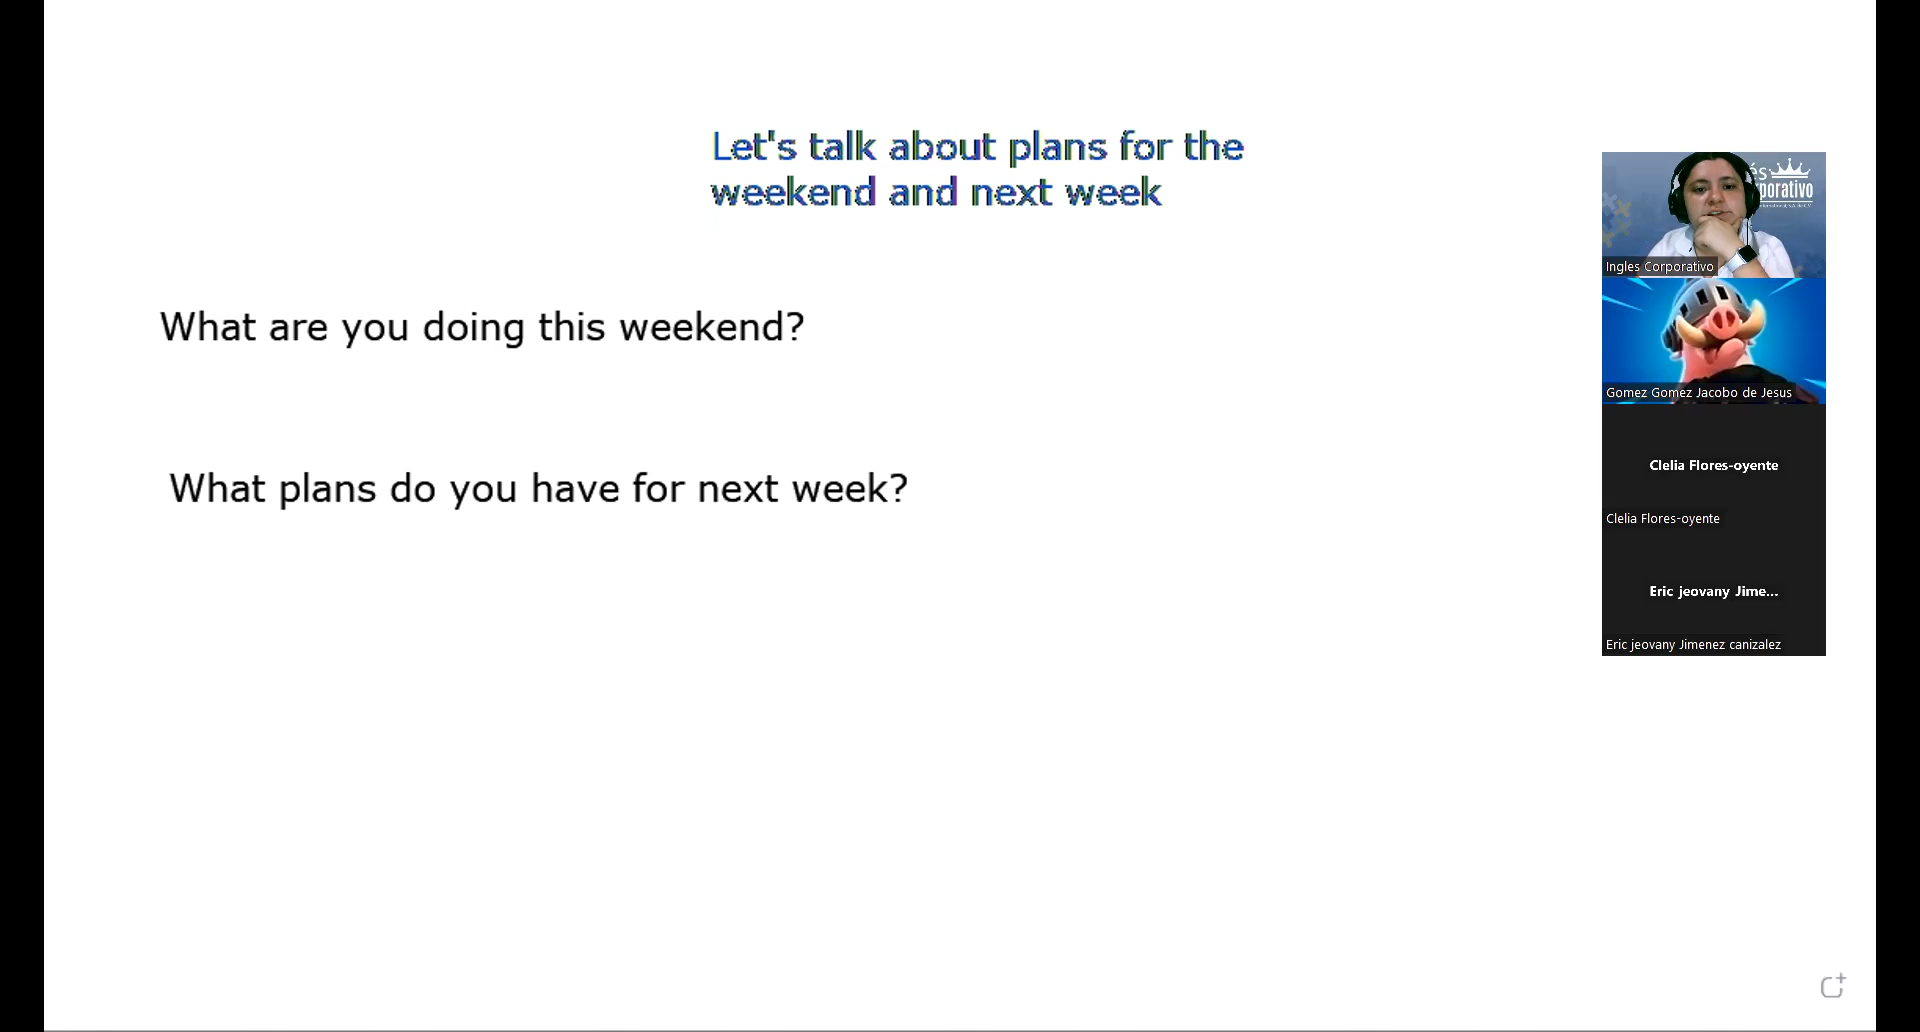 Let's talk about plans for the
weekend and next week
What are you doing this weekend?
What plans do you have for next week?
és
porativo
Ingles Corporativo
Gomez Gomez Jacobo de Jesus
Clelia Flores-oyente
Clelia Flores-oyente
Eric jeovany Jime...
Eric jeovany Jimenez canizalez